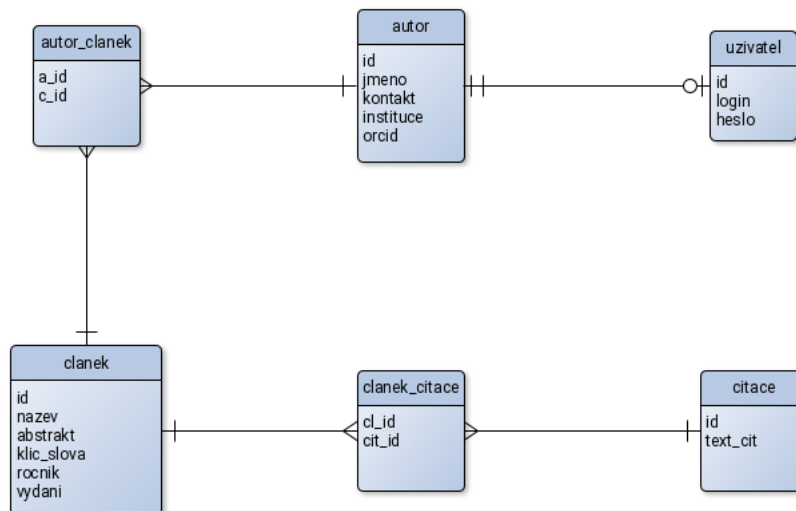 autor_clanek
a_id
c_id
autor
id
jmeno
kontakt
instituce
orcid
uzivatel
id
login
heslo
clanek
id
nazev
abstrakt
klic_slova
rocnik
vydani
clanek_citace
cl_id
cit_id
citace
id
text_cit